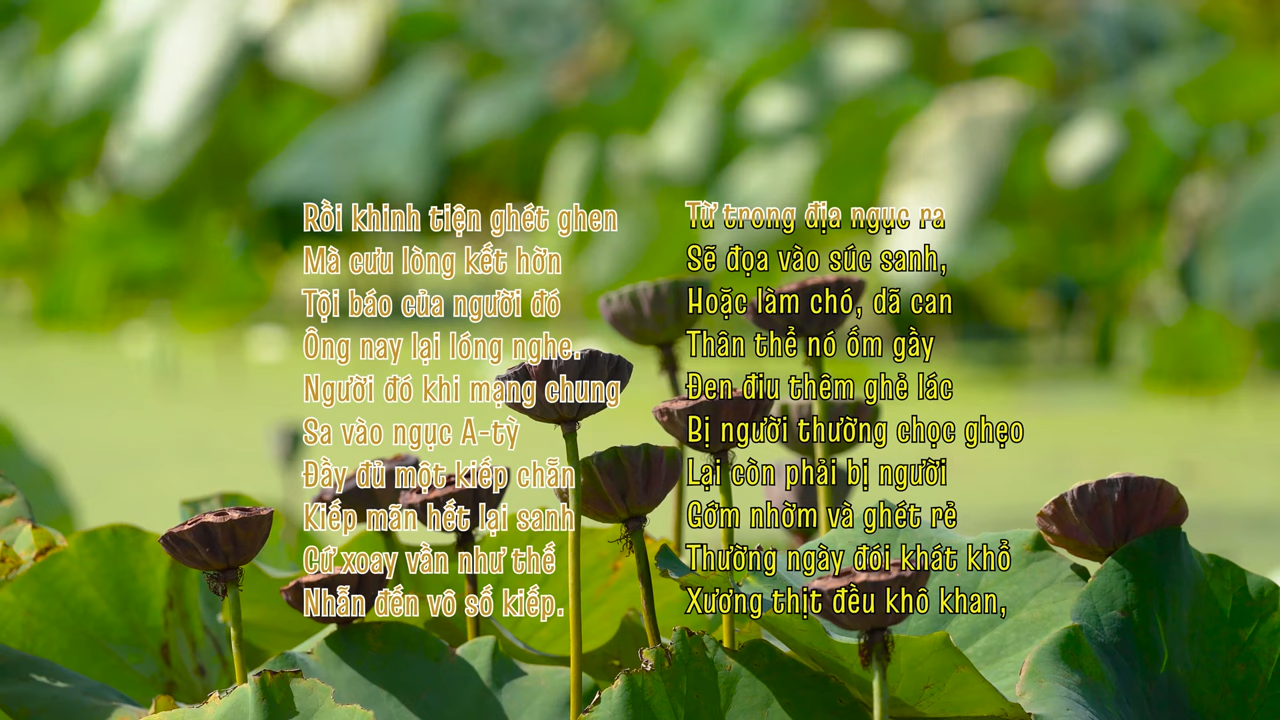 Rồi khinh tiện ghét ghen
Mà cưu lòng kết hờn
Tội báo của người đó
Ông nay lại lóng nghe.
Người đó khi mạng chung
Sa vào ngục A-tỳ
Đầy đủ một kiếp chẵn
Kiếp mãn hết lại sanh
Cứ xoay vần như thế
Nhẫn đến vô số kiếp.
Từ trong địa ngục ra
Sẽ đọa vào súc sanh,
Hoặc làm chó, dã can
Thân thể nó ốm gầy
Đen điu thêm ghẻ lác
Bị người thường chọc ghẹo
Lại còn phải bị người
Gớm nhờm và ghét rẻ
Thường ngày đói khát khổ
Xương thịt đều khô khan,